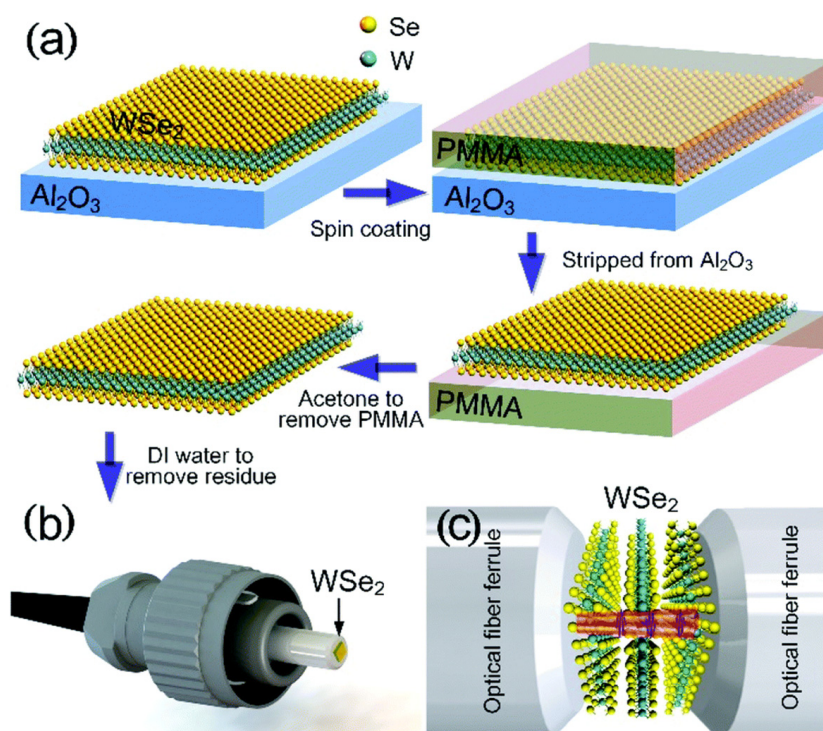 (a)
Se
W
WSe₂
Al₂O₃
Spin coating
PMMA
Al₂O₃
Stripped from Al₂O₃
PMMA
Acetone to
remove PMMA
DI water to
remove residue
(b)
WSe₂
(c)
WSe₂
Optical fiber ferrule
Optical fiber ferrule